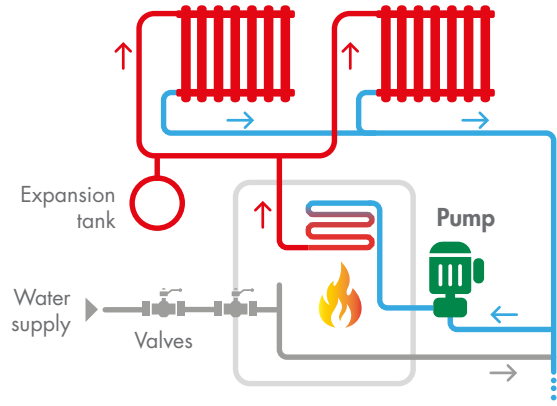 Expansion
tank
Pump
Water
supply
Valves